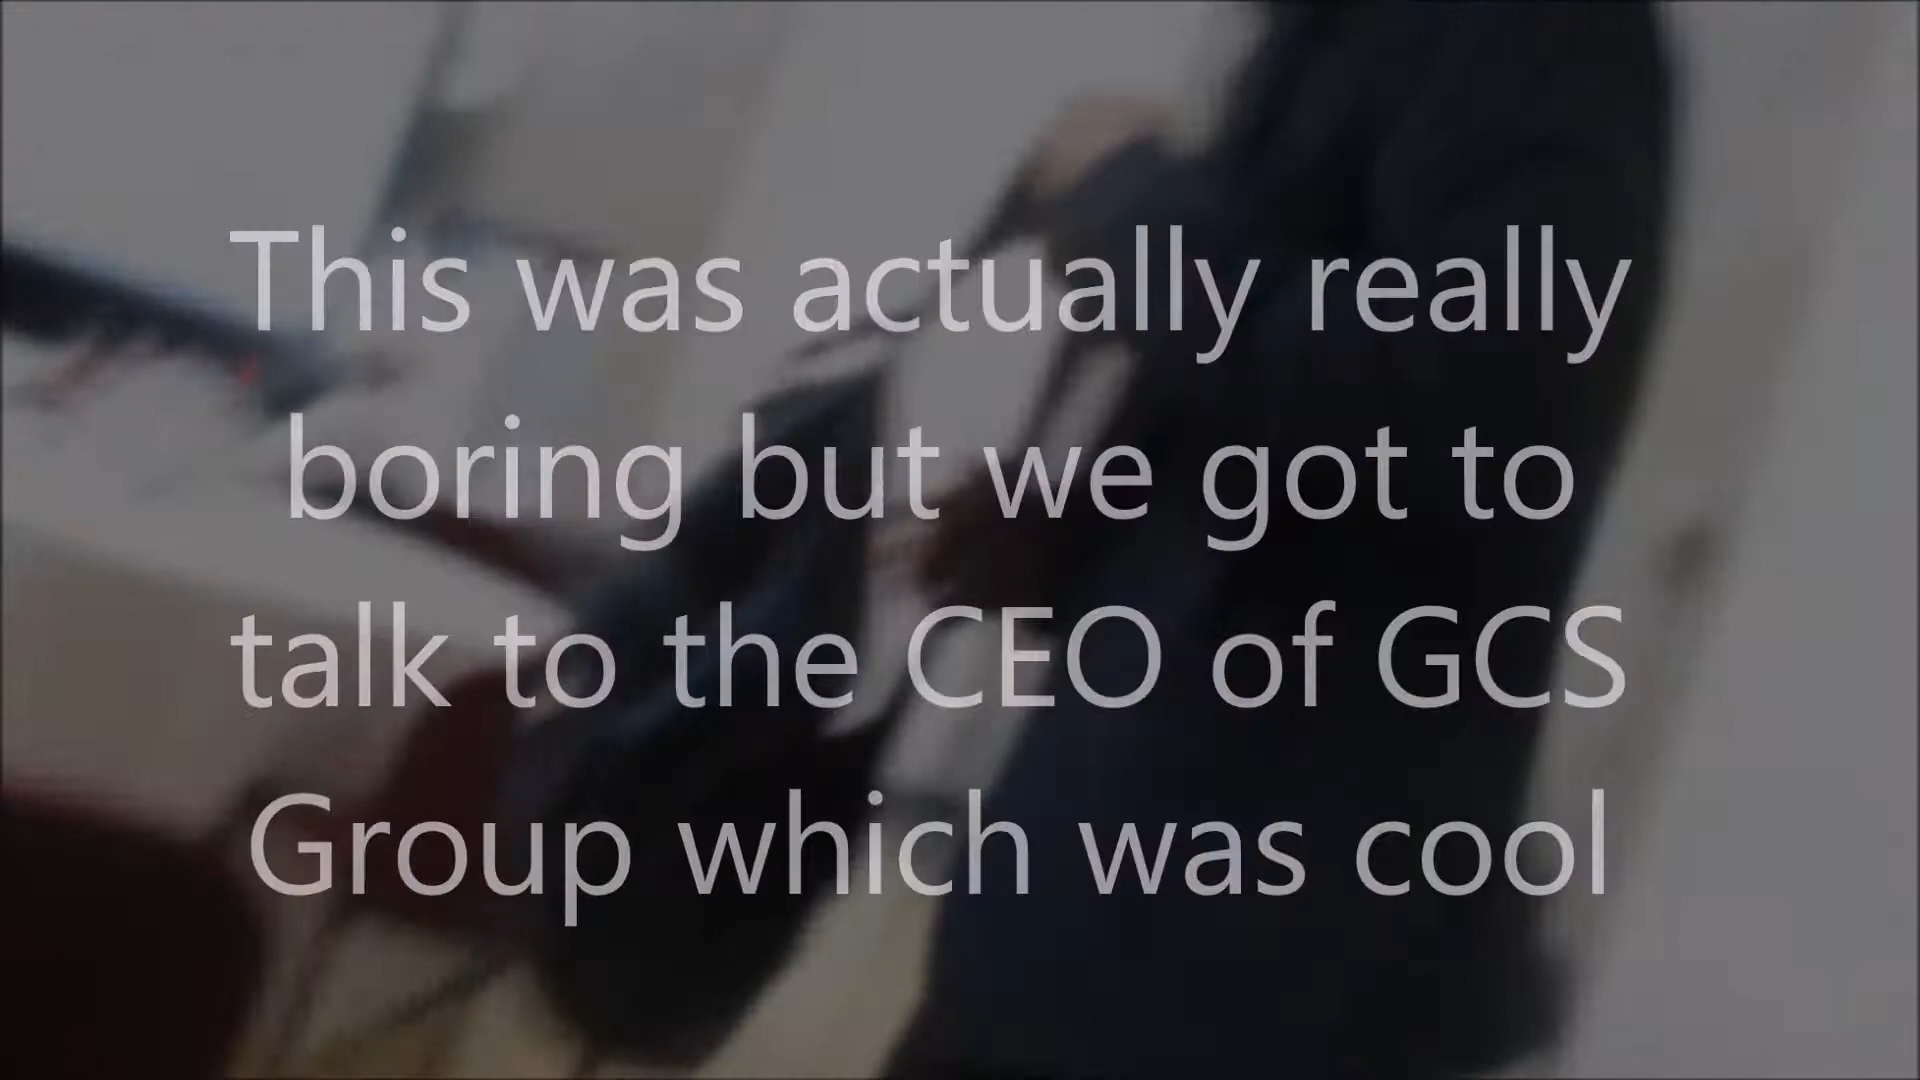 This was actually really
boring but we got to
talk to the CEO of GCS
Group which was cool